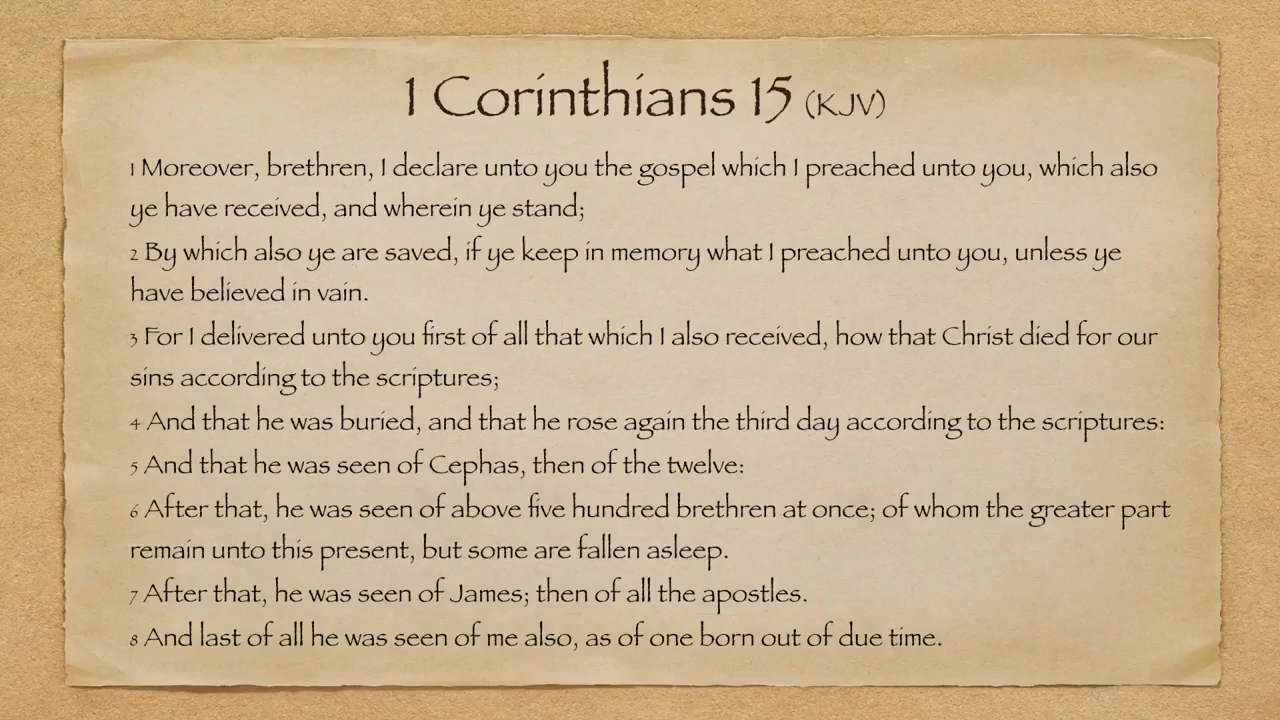 1 Corinthians 15 (KJV)
1 Moreover, brethren, I declare unto you the gospel which I preached unto you, which also
ye have received, and wherein ye stand;
2 By which also ye are saved, if ye keep in memory what I preached unto you, unless ye
have believed in vain.
3 For I delivered unto you first of all that which I also received, how that Christ died for our
sins according to the scriptures;
4 And that he was buried, and that he rose again the third day according to the scriptures:
5 And that he was seen of Cephas, then of the twelve:
6 After that, he was seen of above five hundred brethren at once; of whom the greater part
remain unto this present, but some are fallen asleep.
7 After that, he was seen of James; then of all the apostles.
8 And last of all he was seen of me also, as of one born out of due time.